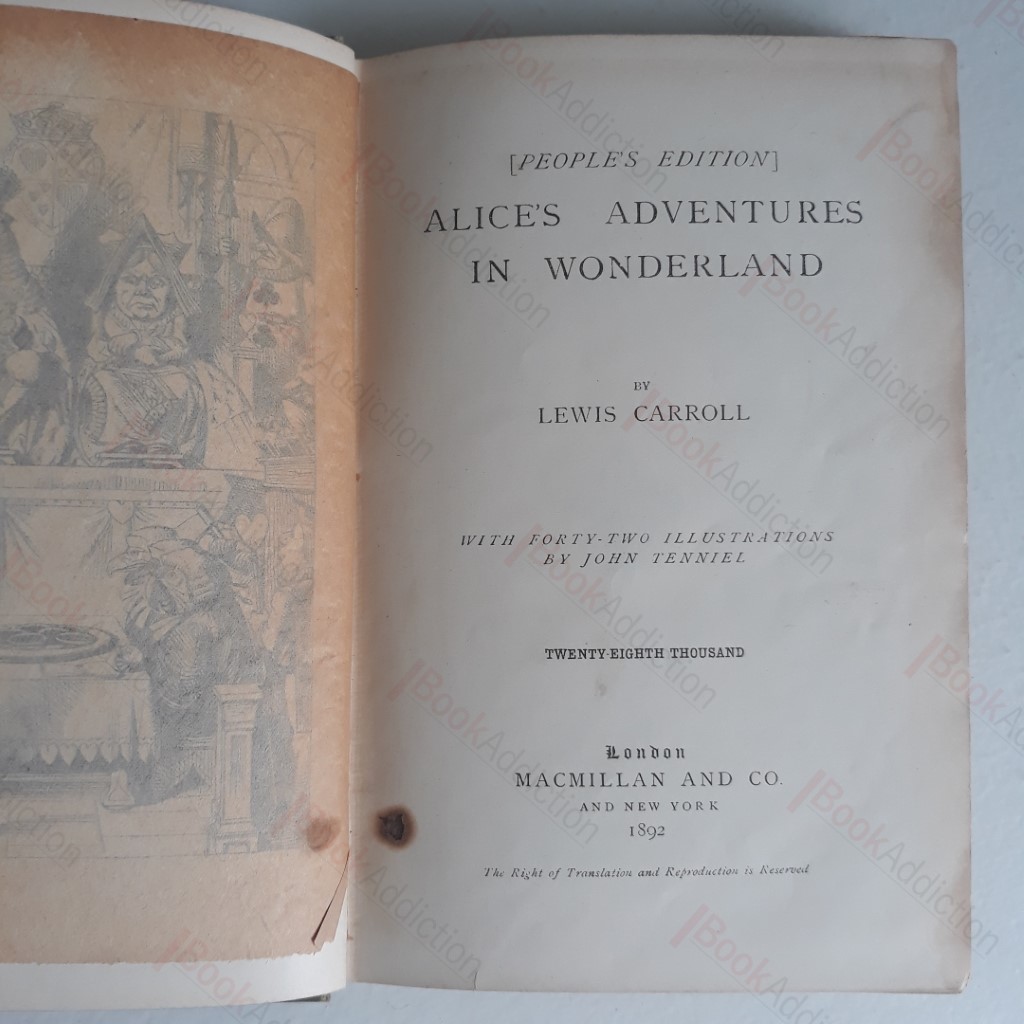 [PEOPLE'S EDITION]
ALICE'S ADVENTURES
IN WONDERLAND
BY
LEWIS CARROLL
WITH FORTY-TWO ILLUSTRATIONS
BY JOHN TENNIEL
TWENTY-EIGHTH THOUSAND
London
MACMILLAN AND CO.
AND NEW YORK
1892
The Right of Translation and Reproduction is Reserved
BookAddiction